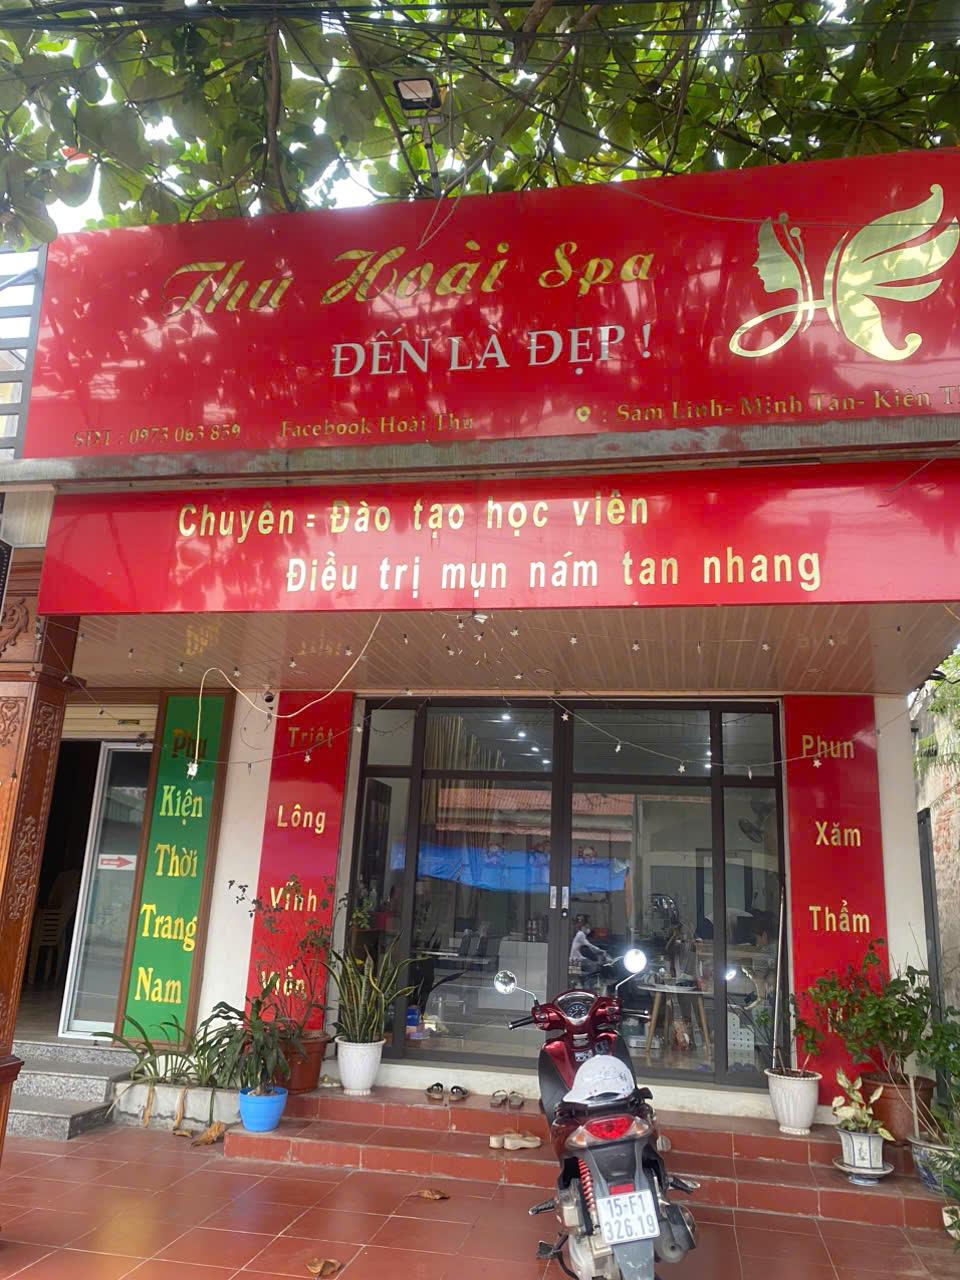 Thu Hoài Spa
ĐẾN LÀ ĐẸP !
SĐT : 0973 063 859
Facebook Hoài Thu
: Sâm Linh- Minh Tân- Kiến
Chuyên = Đào tạo học viên
Điều trị mụn nám tan nhang
Phụ
Kiện
Thời
Trang
Nam
Triệt
Lông
Vĩnh
Viễn
Phun
Xăm
Thẩm
15-F1
326.19